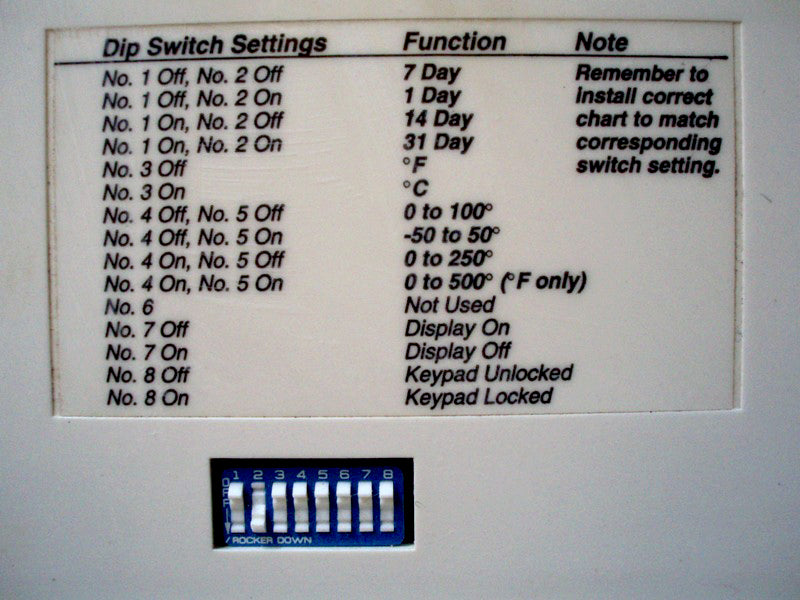 Dip Switch Settings Function Note
No. 1 Off, No. 2 Off 7 Day Remember to
No. 1 Off, No. 2 On 1 Day install correct
No. 1 On, No. 2 Off 14 Day chart to match
No. 1 On, No. 2 On 31 Day corresponding
No. 3 Off °F switch setting.
No. 3 On °C
No. 4 Off, No. 5 Off 0 to 100°
No. 4 Off, No. 5 On -50 to 50°
No. 4 On, No. 5 Off 0 to 250°
No. 4 On, No. 5 On 0 to 500° (°F only)
No. 6 Not Used
No. 7 Off Display On
No. 7 On Display Off
No. 8 Off Keypad Unlocked
No. 8 On Keypad Locked
1 2 3 4 5 6 7 8
ROCKER DOWN